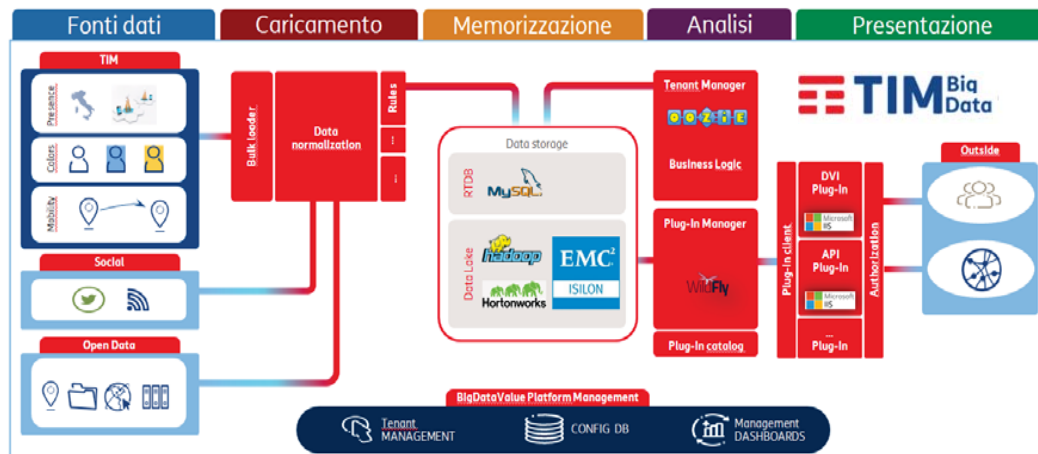 Fonti dati
Caricamento
Memorizzazione
Analisi
Presentazione
TIM
Presence
Colors
Mobility
Social
Open Data
Bulk loader
Data
normalization
Rules
...
...
Data storage
RTDB
MySQL
Data Lake
hadoop
Hortonworks
EMC²
ISILON
Tenant Manager
OOZIE
Business Logic
Plug-In Manager
WildFly
Plug-In catalog
TIM Big
Data
Plug-In client
DVI
Plug-In
Microsoft
IIS
API
Plug-In
Microsoft
IIS
...
Plug-In
Authorization
Outside
BigDataValue Platform Management
Tenant
MANAGEMENT
CONFIG DB
Management
DASHBOARDS